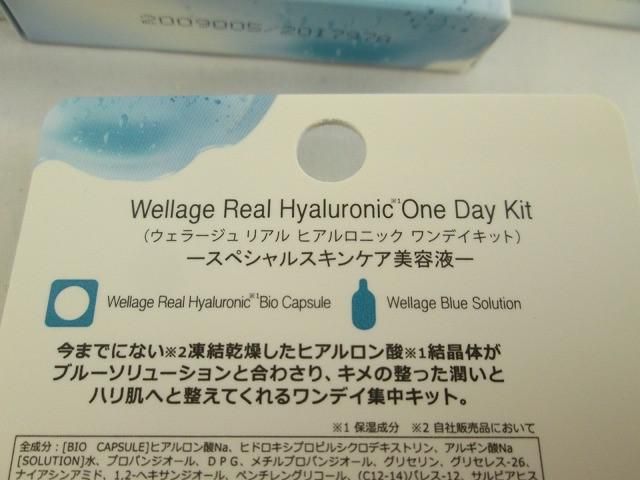 2009005/201797A
Wellage Real Hyaluronic※1 One Day Kit
（ウェラージュ リアル ヒアルロニック ワンデイキット）
―スペシャルスキンケア美容液―
Wellage Real Hyaluronic※1 Bio Capsule Wellage Blue Solution
今までにない※2凍結乾燥したヒアルロン酸※1結晶体が
ブルーソリューションと合わさり、キメの整った潤いと
ハリ肌へと整えてくれるワンデイ集中キット。
※1 保湿成分 ※2 自社販売品において
全成分：[BIO CAPSULE]ヒアルロン酸Na、ヒドロキシプロピルシクロデキストリン、アルギン酸Na
[SOLUTION]水、プロパンジオール、DPG、メチルプロパンジオール、グリセリン、グリセレス-26、
ナイアシンアミド、1,2-ヘキサンジオール、ペンチレングリコール、(C12-14)パレス-12、サルビアヒス